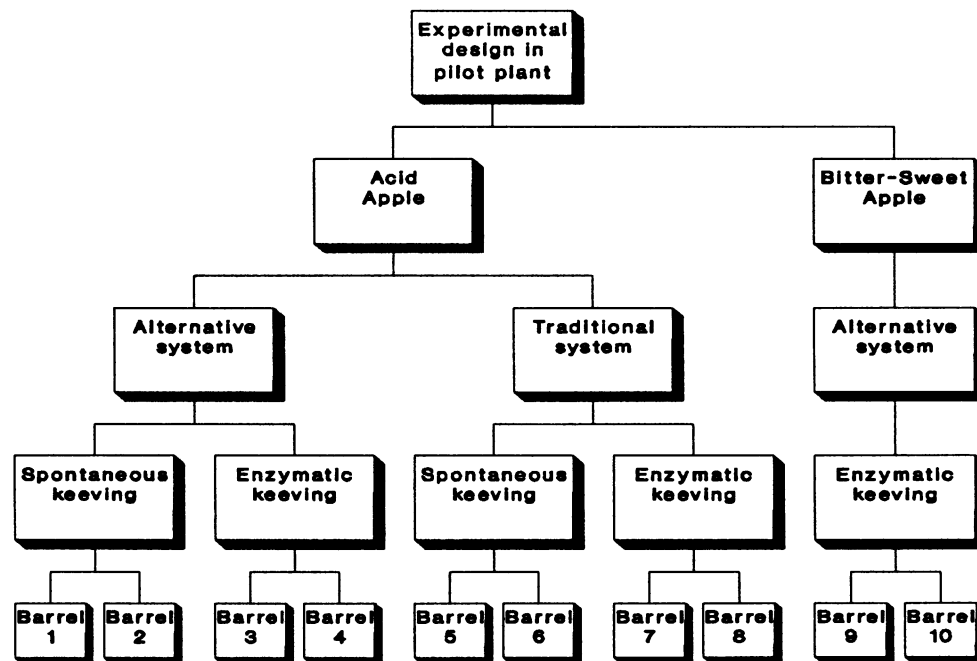 Experimental
design in
pilot plant
Acid
Apple
Bitter-Sweet
Apple
Alternative
system
Traditional
system
Alternative
system
Spontaneous
keeving
Enzymatic
keeving
Spontaneous
keeving
Enzymatic
keeving
Enzymatic
keeving
Barrel
1
Barrel
2
Barrel
3
Barrel
4
Barrel
5
Barrel
6
Barrel
7
Barrel
8
Barrel
9
Barrel
10